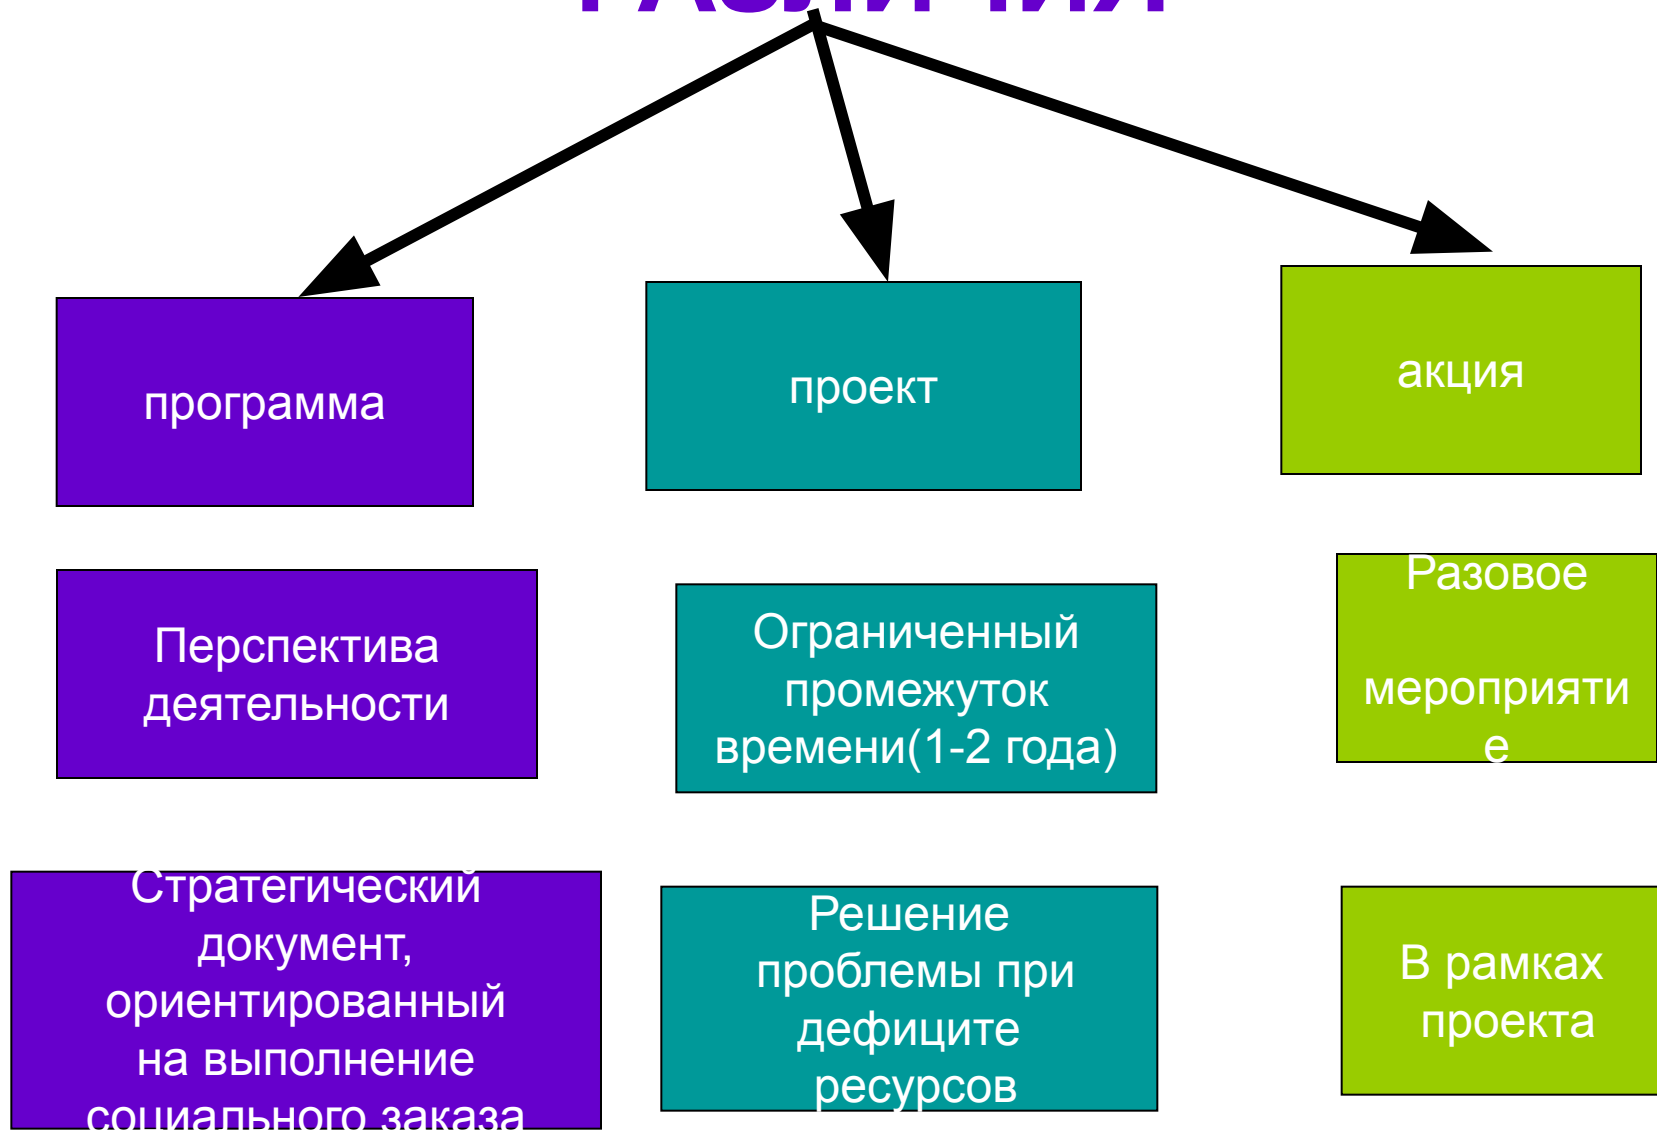 РАЗЛИЧИЯ
программа
проект
акция
Перспектива
деятельности
Ограниченный
промежуток
времени(1-2 года)
Разовое
мероприяти
е
Стратегический
документ,
ориентированный
на выполнение
социального заказа
Решение
проблемы при
дефиците
ресурсов
В рамках
проекта